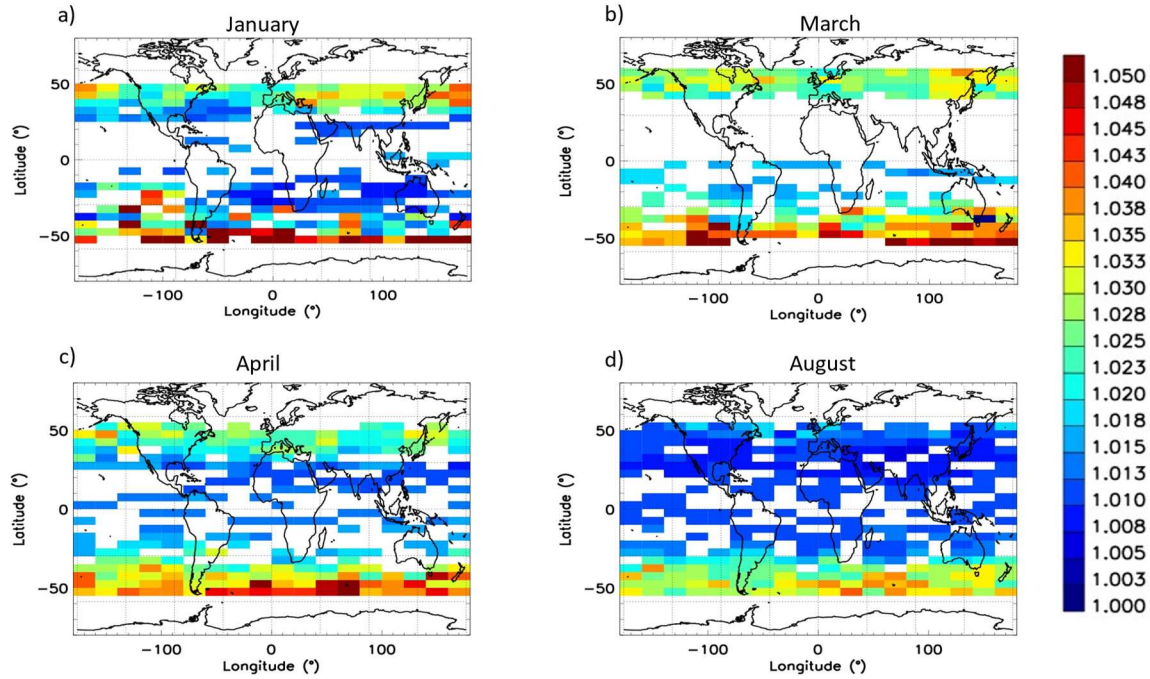 a)
January
b)
March
50
0
−50
Latitude (°)
−100
0
100
Longitude (°)
50
0
−50
Latitude (°)
−100
0
100
Longitude (°)
c)
April
d)
August
50
0
−50
Latitude (°)
−100
0
100
Longitude (°)
50
0
−50
Latitude (°)
−100
0
100
Longitude (°)
1.050
1.048
1.045
1.043
1.040
1.038
1.035
1.033
1.030
1.028
1.025
1.023
1.020
1.018
1.015
1.013
1.010
1.008
1.005
1.003
1.000